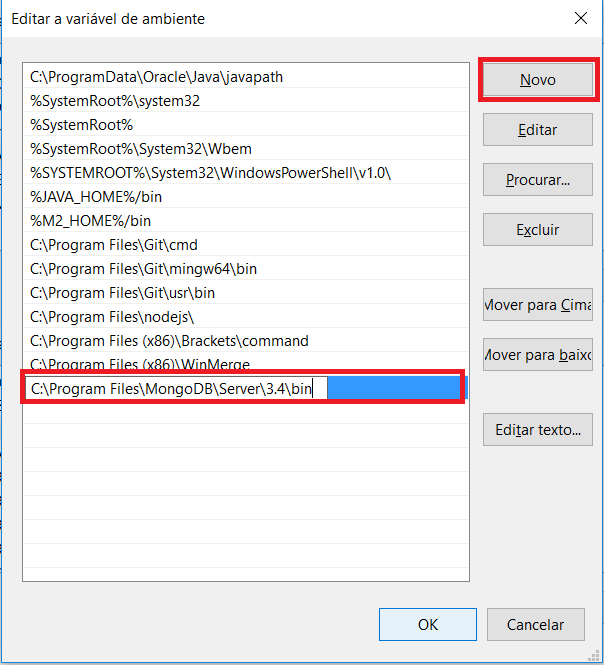 Editar a variável de ambiente
C:\ProgramData\Oracle\Java\javapath
%SystemRoot%\system32
%SystemRoot%
%SystemRoot%\System32\Wbem
%SYSTEMROOT%\System32\WindowsPowerShell\v1.0\
%JAVA_HOME%/bin
%M2_HOME%/bin
C:\Program Files\Git\cmd
C:\Program Files\Git\mingw64\bin
C:\Program Files\Git\usr\bin
C:\Program Files\nodejs\
C:\Program Files (x86)\Brackets\command
C:\Program Files (x86)\WinMerge
C:\Program Files\MongoDB\Server\3.4\bin
Novo
Editar
Procurar...
Excluir
Mover para Cima
Mover para baixo
Editar texto...
OK
Cancelar